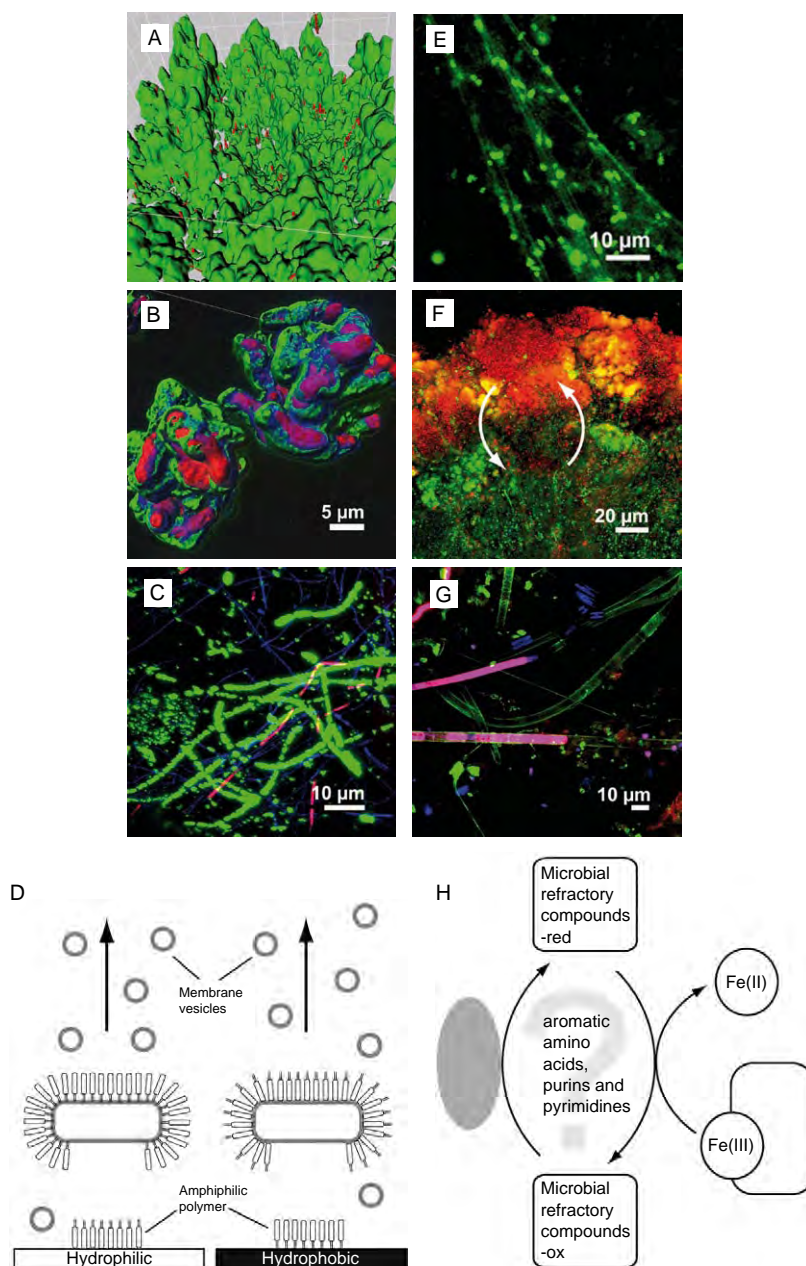 A
E
10 µm
B
5 µm
F
20 µm
C
10 µm
G
10 µm
D
Membrane
vesicles
Amphiphilic
polymer
Hydrophilic
Hydrophobic
H
Microbial
refractory
compounds
-red
Fe(II)
aromatic
amino
acids,
purins and
pyrimidines
?
Fe(III)
Microbial
refractory
compounds
-ox